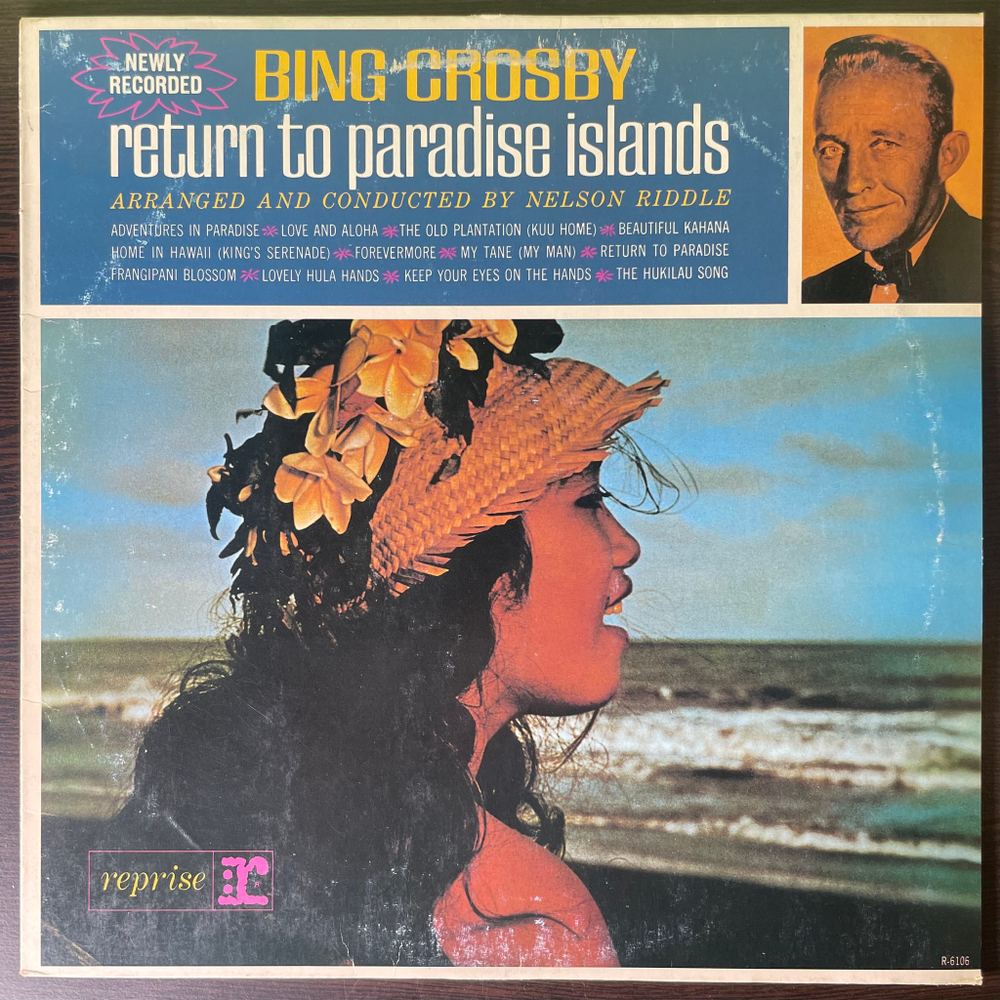 NEWLY
RECORDED
BING CROSBY
return to paradise islands
ARRANGED AND CONDUCTED BY NELSON RIDDLE
ADVENTURES IN PARADISE LOVE AND ALOHA THE OLD PLANTATION (KUU HOME) BEAUTIFUL KAHANA
HOME IN HAWAII (KING'S SERENADE) FOREVERMORE MY TANE (MY MAN) RETURN TO PARADISE
FRANGIPANI BLOSSOM LOVELY HULA HANDS KEEP YOUR EYES ON THE HANDS THE HUKILAU SONG
reprise r
R-6106